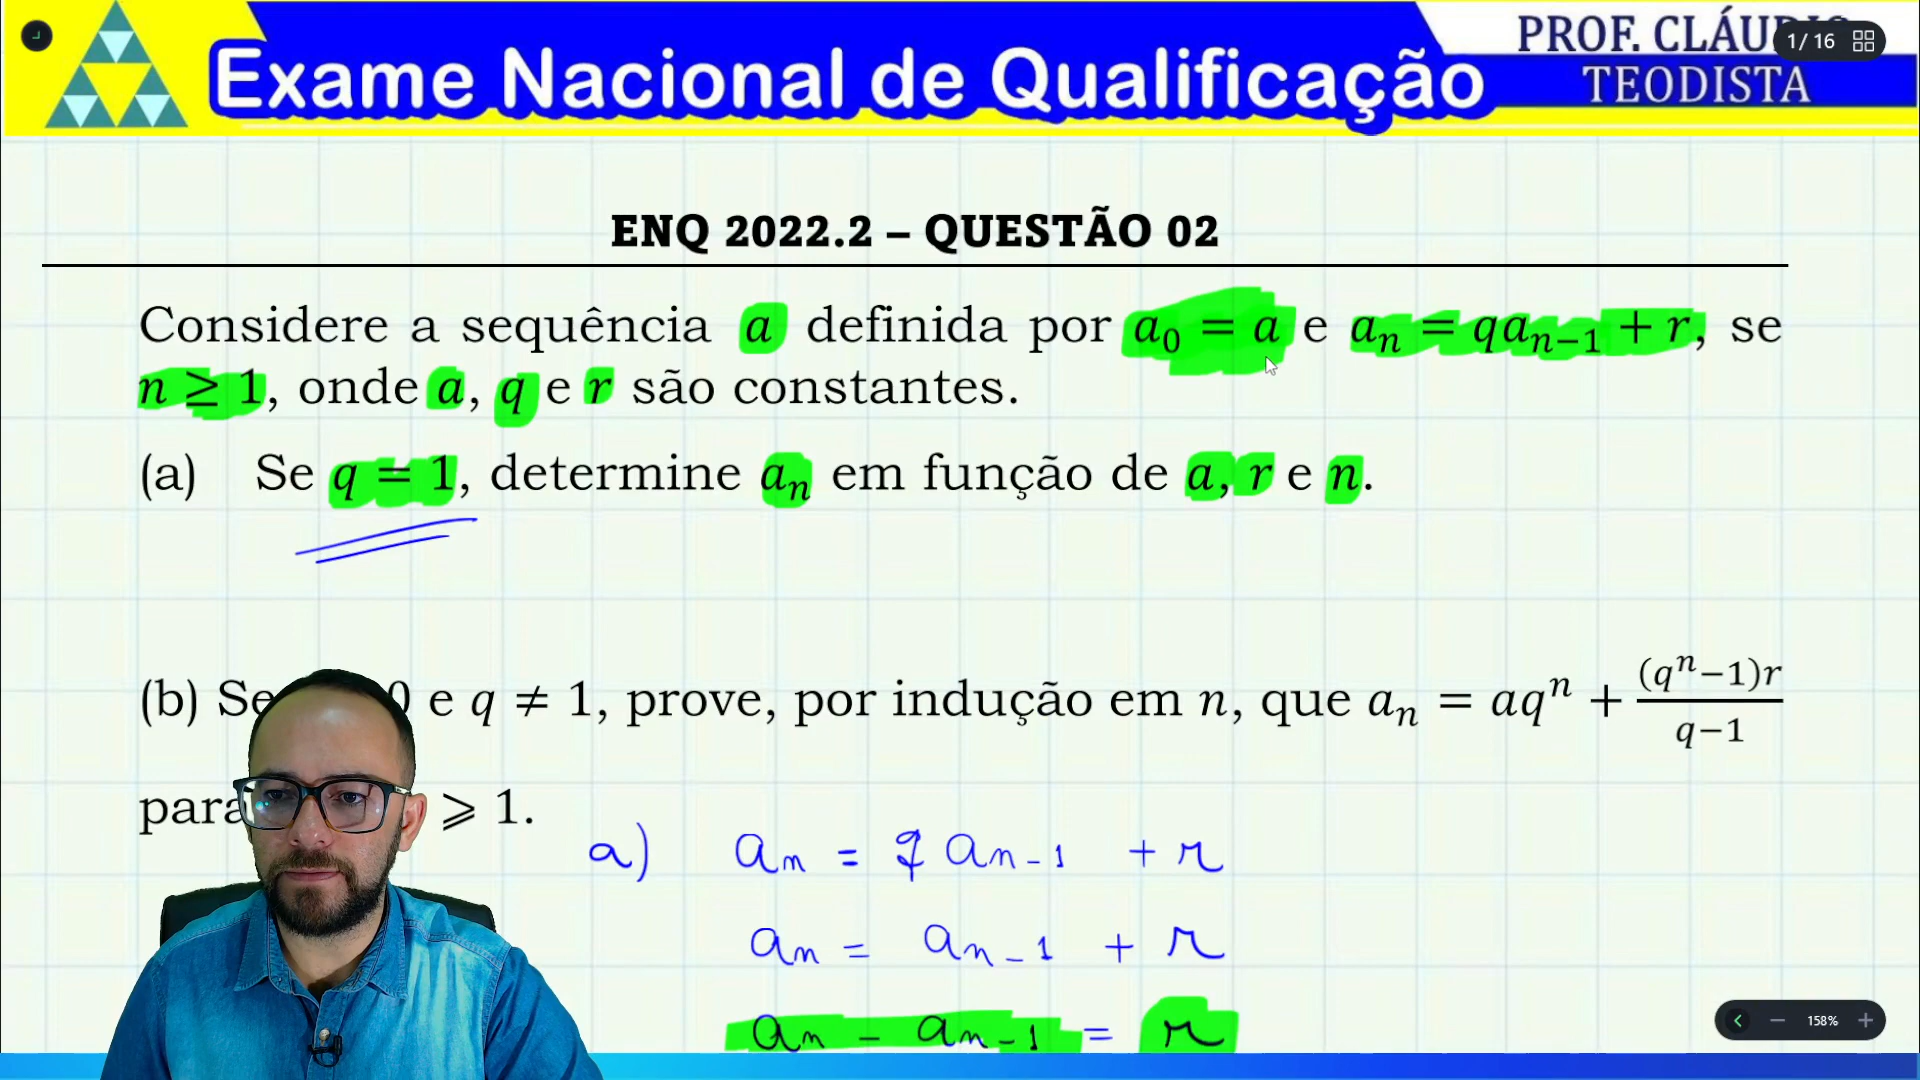 PROF. CLÁU
1/16
Exame Nacional de Qualificação
TEODISTA
ENQ 2022.2 – QUESTÃO 02
Considere a sequência a definida por a₀ = a e aₙ = qaₙ₋₁ + r, se
n ≥ 1, onde a, q e r são constantes.
(a) Se q = 1, determine aₙ em função de a, r e n.
(b) Se 0 e q ≠ 1, prove, por indução em n, que aₙ = aqⁿ + (qⁿ−1)r/q−1
para ⩾ 1.
a) aₙ = q aₙ₋₁ + r
aₙ = aₙ₋₁ + r
aₙ − aₙ₋₁ = r
158%